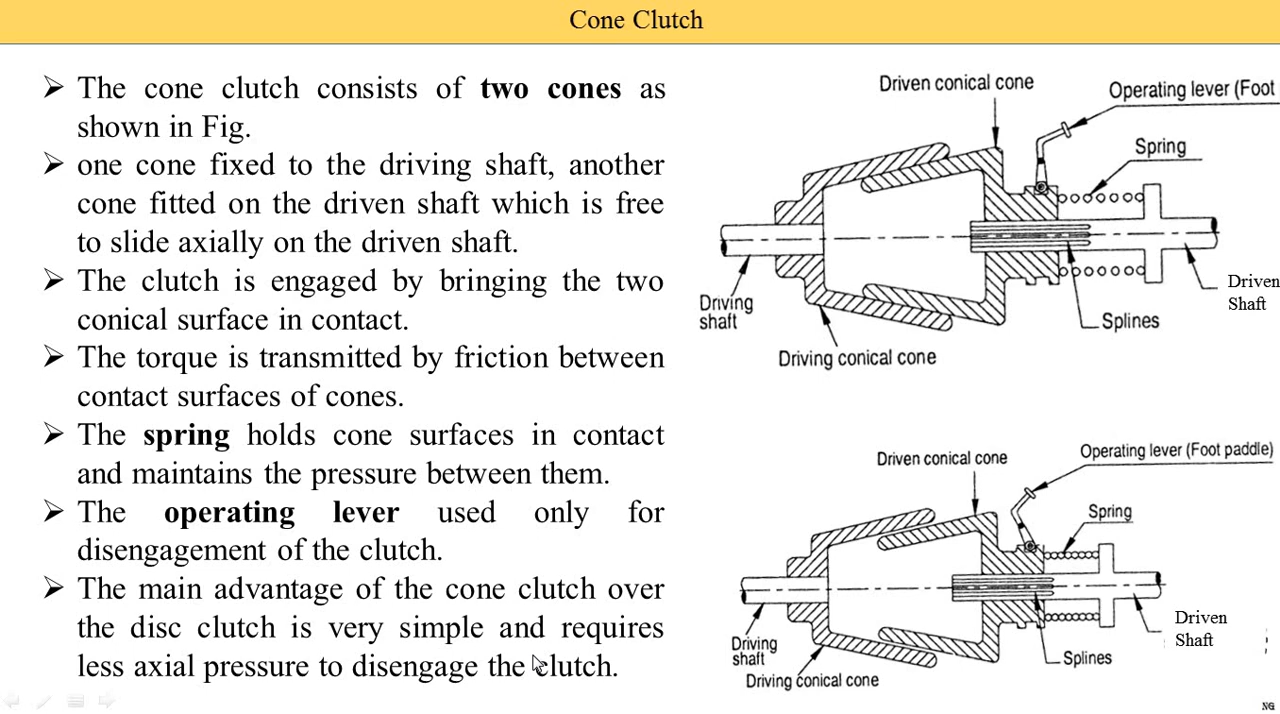 Cone Clutch
➢ The cone clutch consists of two cones as
shown in Fig.
➢ one cone fixed to the driving shaft, another
cone fitted on the driven shaft which is free
to slide axially on the driven shaft.
➢ The clutch is engaged by bringing the two
conical surface in contact.
➢ The torque is transmitted by friction between
contact surfaces of cones.
➢ The spring holds cone surfaces in contact
and maintains the pressure between them.
➢ The operating lever used only for
disengagement of the clutch.
➢ The main advantage of the cone clutch over
the disc clutch is very simple and requires
less axial pressure to disengage the clutch.
Driven conical cone
Operating lever (Foot
Spring
Driving
shaft
Driven
Shaft
Splines
Driving conical cone
Driven conical cone
Operating lever (Foot paddle)
Spring
Driving
shaft
Driven
Shaft
Splines
Driving conical cone
NG